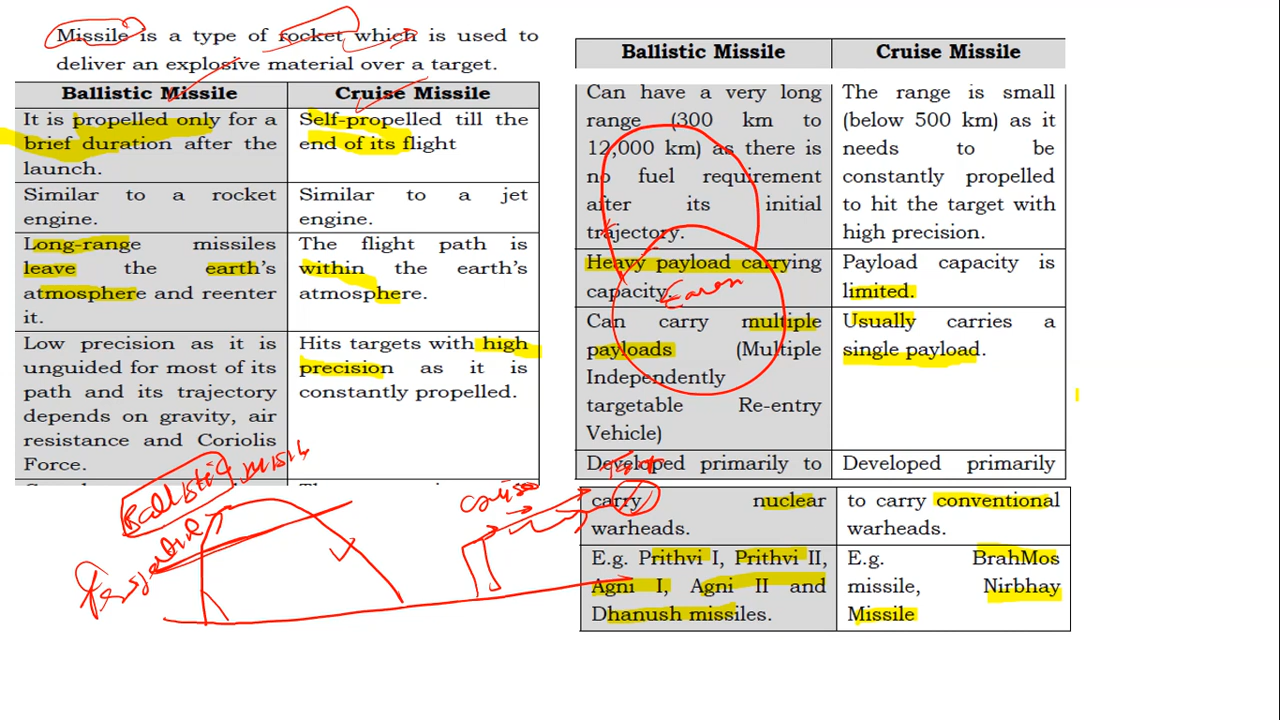 Missile is a type of rocket which is used to
deliver an explosive material over a target.
Ballistic Missile
Cruise Missile
It is propelled only for a
brief duration after the
launch.
Self-propelled till the
end of its flight
Similar to a rocket
engine.
Similar to a jet
engine.
Long-range missiles
leave the earth's
atmosphere and reenter
it.
The flight path is
within the earth's
atmosphere.
Low precision as it is
unguided for most of its
path and its trajectory
depends on gravity, air
resistance and Coriolis
Force.
Hits targets with high
precision as it is
constantly propelled.
Ballistic Missile
Cruise
Ballistic Missile
Cruise Missile
Can have a very long
range (300 km to
12,000 km) as there is
no fuel requirement
after its initial
trajectory.
The range is small
(below 500 km) as it
needs to be
constantly propelled
to hit the target with
high precision.
Heavy payload carrying
capacity.
Earth
Payload capacity is
limited.
Can carry multiple
payloads (Multiple
Independently
targetable Re-entry
Vehicle)
Usually carries a
single payload.
Developed primarily to
carry nuclear
warheads.
Developed primarily
to carry conventional
warheads.
E.g. Prithvi I, Prithvi II,
Agni I, Agni II and
Dhanush missiles.
E.g. BrahMos
missile, Nirbhay
Missile